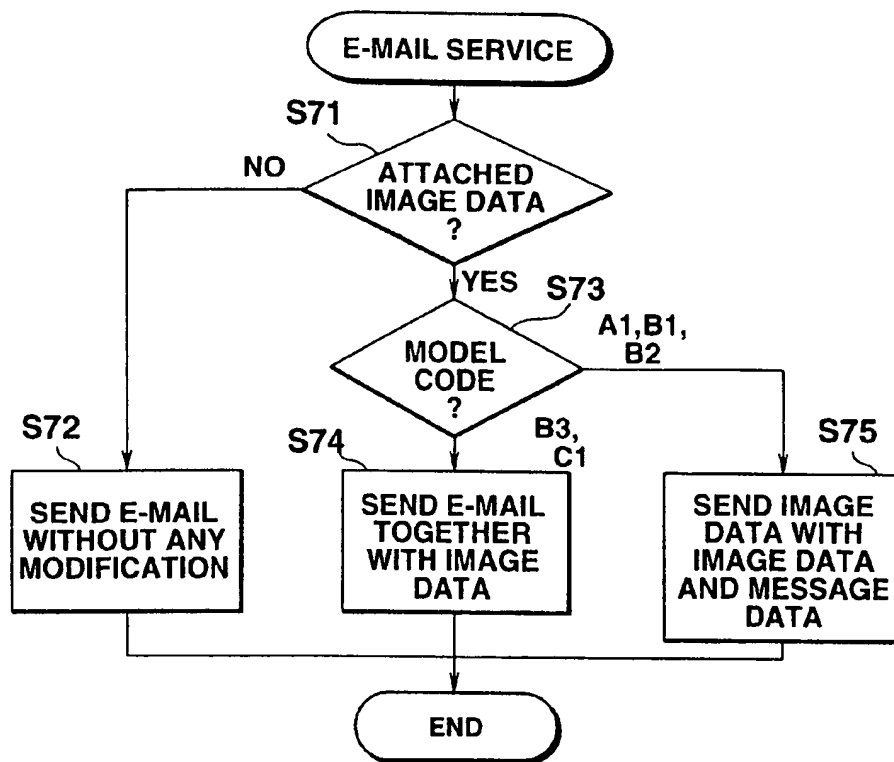 E-MAIL SERVICE
S71
NO
ATTACHED
IMAGE DATA
?
YES
S73
A1,B1,
B2
MODEL
CODE
?
S72
S74
B3,
C1
S75
SEND E-MAIL
WITHOUT ANY
MODIFICATION
SEND E-MAIL
TOGETHER
WITH IMAGE
DATA
SEND IMAGE
DATA WITH
IMAGE DATA
AND MESSAGE
DATA
END